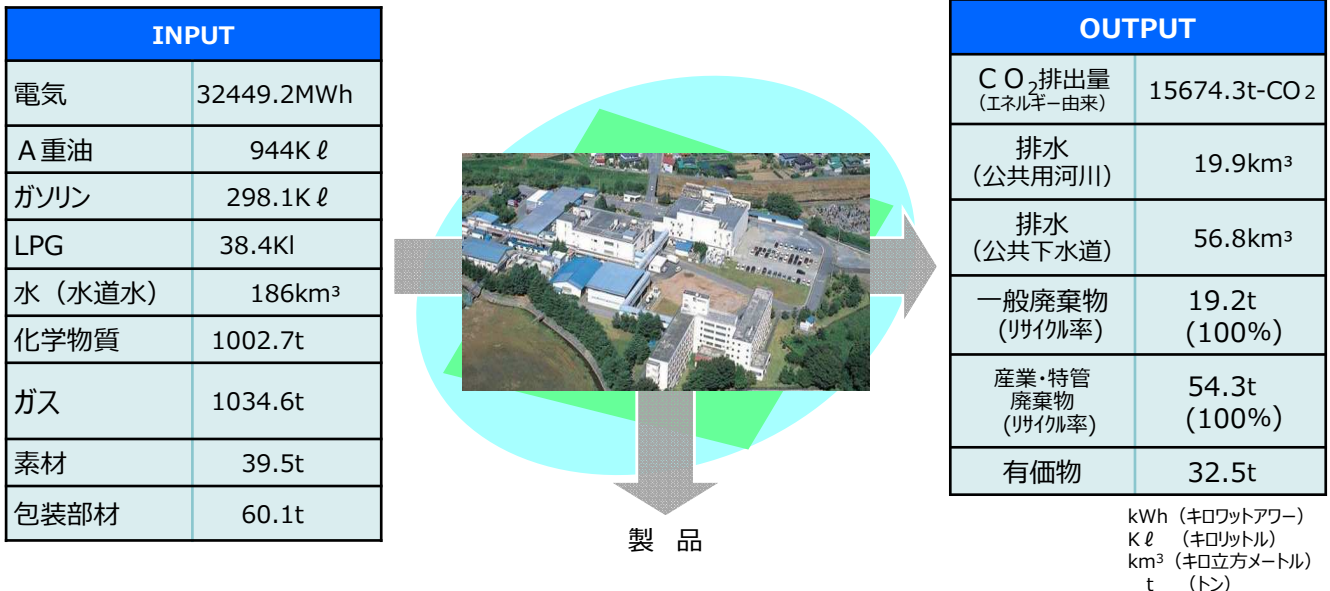 INPUT
電気 32449.2MWh
A重油 944Kℓ
ガソリン 298.1Kℓ
LPG 38.4Kl
水（水道水） 186km³
化学物質 1002.7t
ガス 1034.6t
素材 39.5t
包装部材 60.1t
製 品
OUTPUT
ＣＯ₂排出量
(エネルギー由来)
15674.3t-CO₂
排水
(公共用河川)
19.9km³
排水
(公共下水道)
56.8km³
一般廃棄物
(リサイクル率)
19.2t
(100%)
産業・特管
廃棄物
(リサイクル率)
54.3t
(100%)
有価物 32.5t
kWh（キロワットアワー）
Kℓ （キロリットル）
km³（キロ立方メートル）
t （トン）